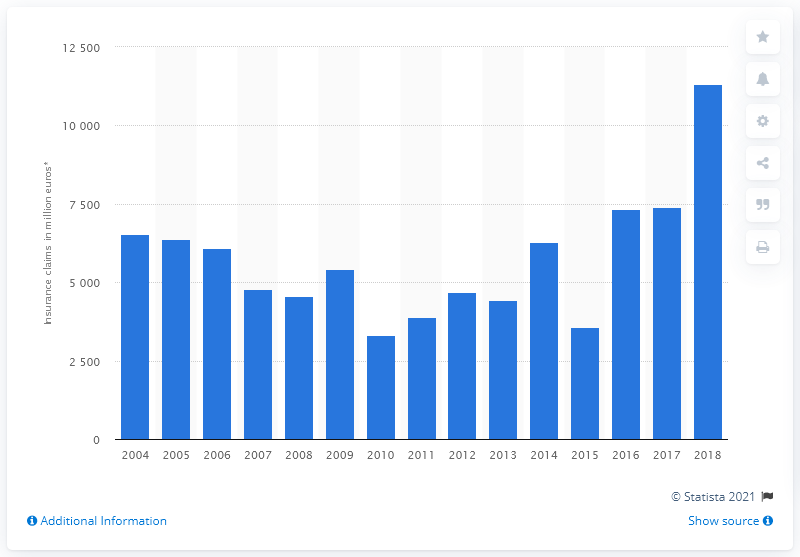 12 500
10 000
7 500
5 000
2 500
0
Insurance claims in million euros*
2004 2005 2006 2007 2008 2009 2010 2011 2012 2013 2014 2015 2016 2017 2018
© Statista 2021
Additional Information
Show source